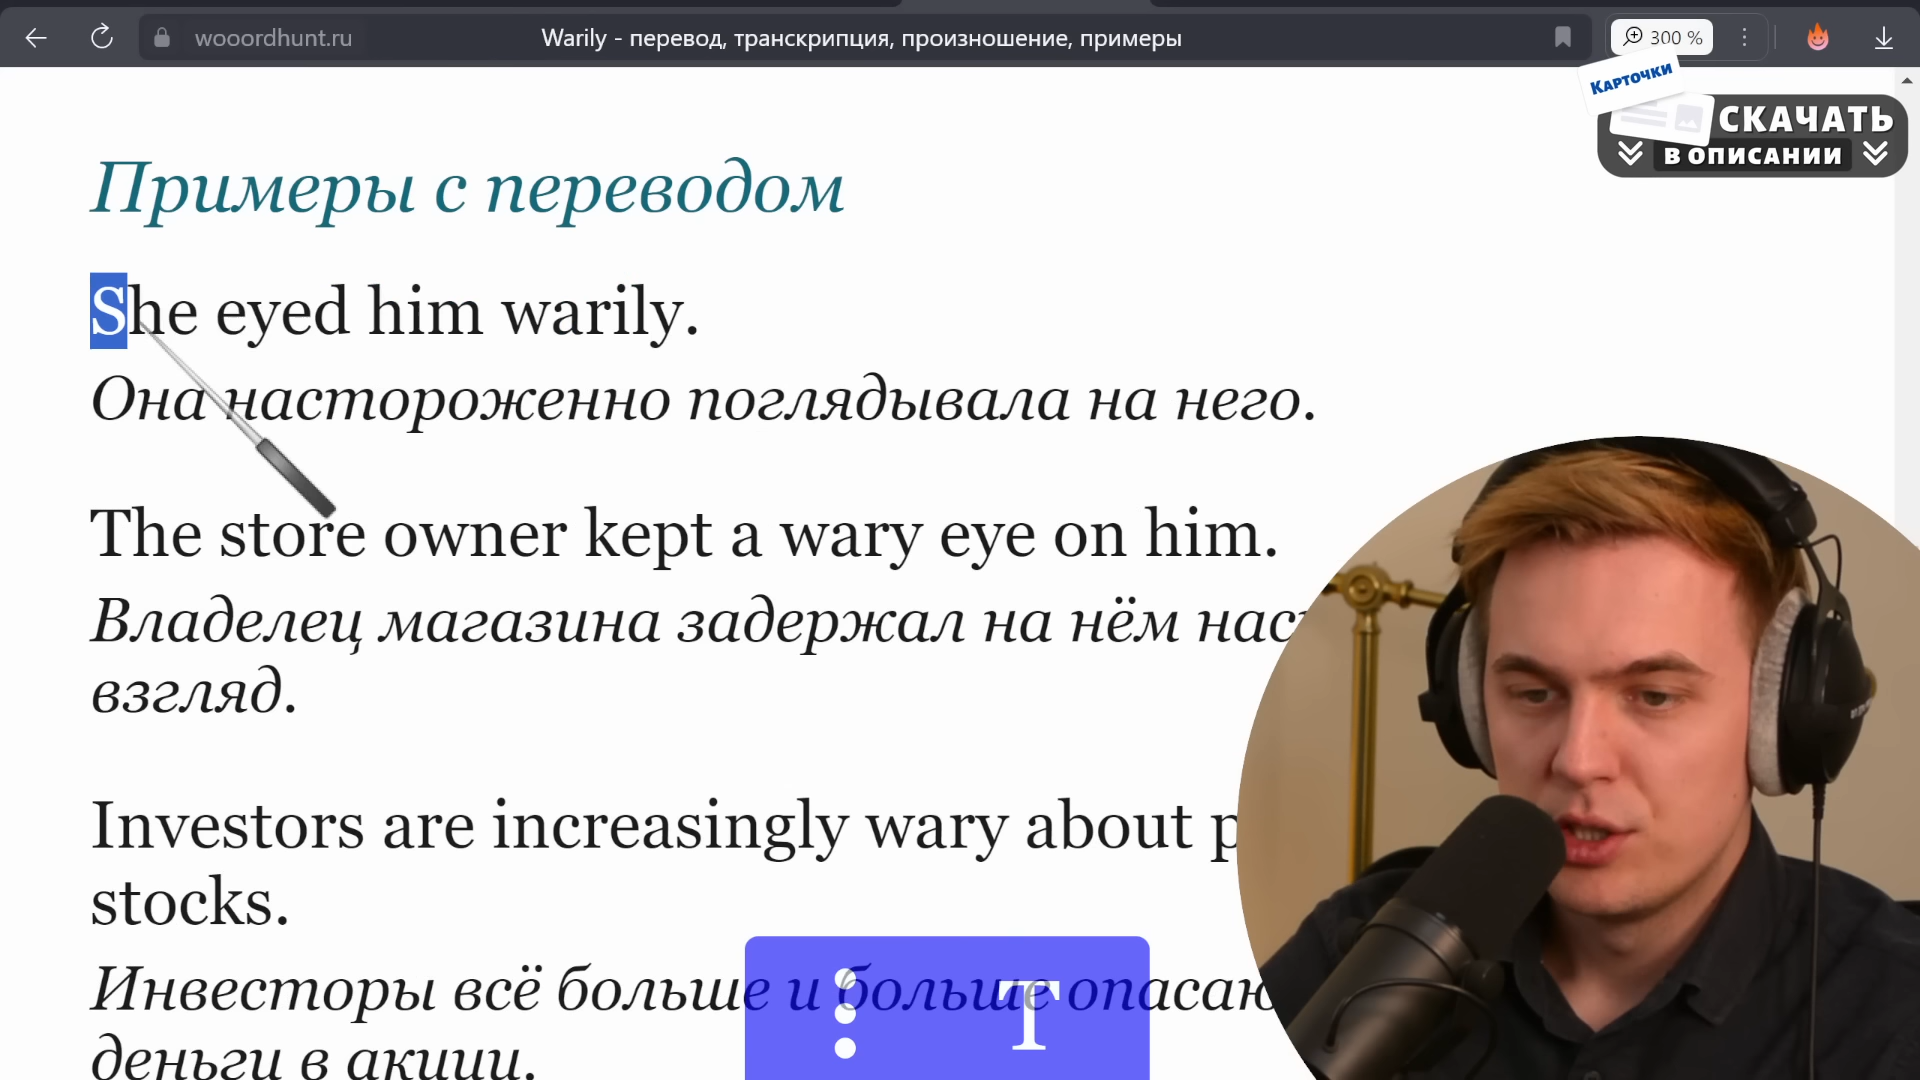 wooordhunt.ru
Warily - перевод, транскрипция, произношение, примеры
300 %
Карточки
СКАЧАТЬ
В ОПИСАНИИ
Примеры с переводом
She eyed him warily.
Она настороженно поглядывала на него.
The store owner kept a wary eye on him.
Владелец магазина задержал на нём
взгляд.
Investors are increasingly wary about
stocks.
Инвесторы всё больше и больше
деньги в акции.
T